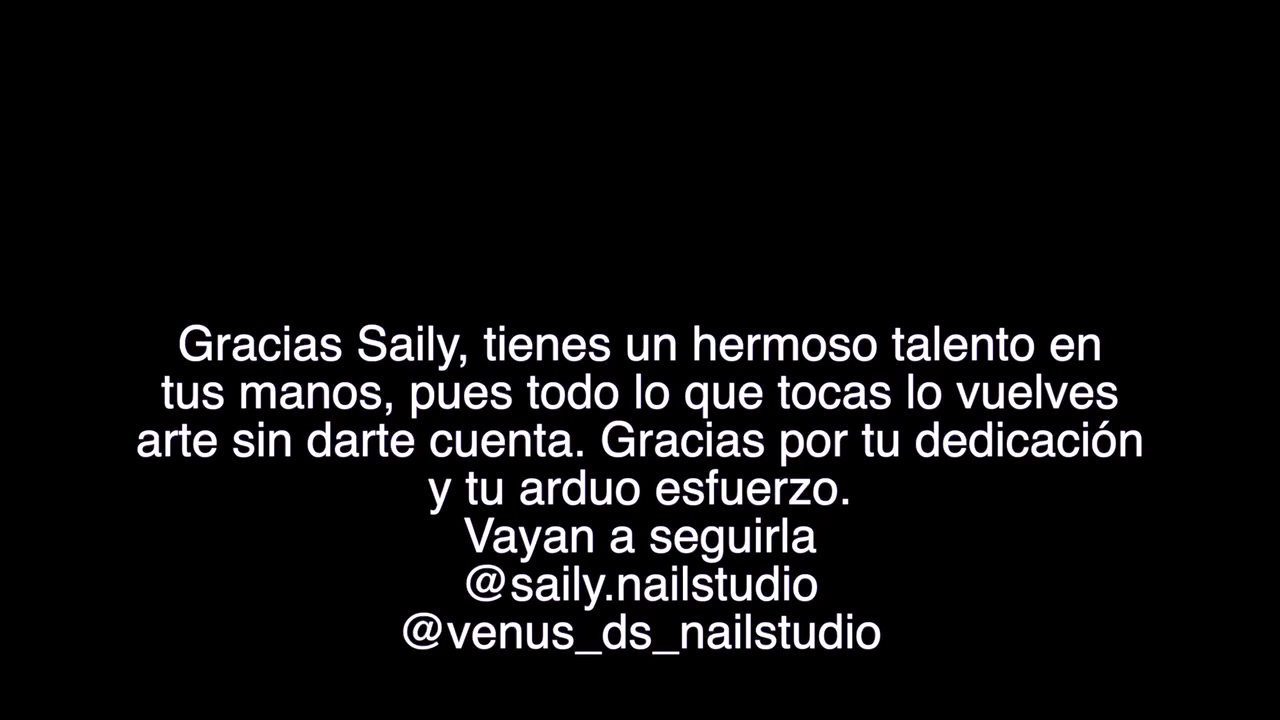 Gracias Saily, tienes un hermoso talento en
tus manos, pues todo lo que tocas lo vuelves
arte sin darte cuenta. Gracias por tu dedicación
y tu arduo esfuerzo.
Vayan a seguirla
@saily.nailstudio
@venus_ds_nailstudio